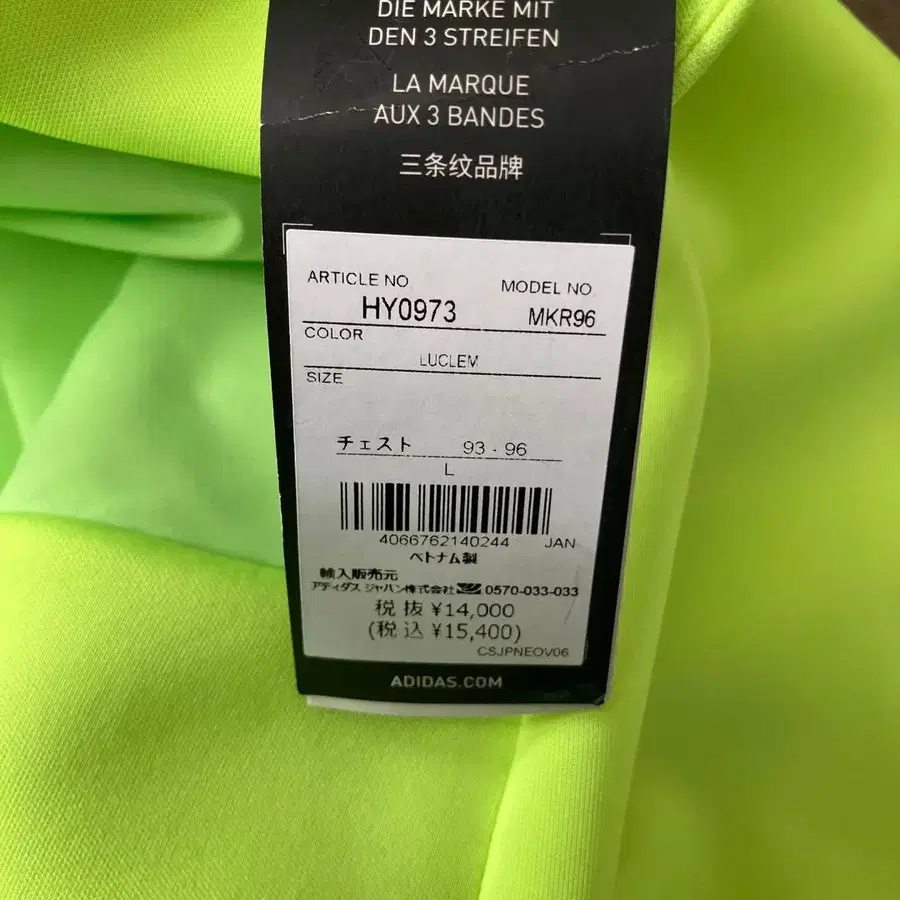 DIE MARKE MIT
DEN 3 STREIFEN
LA MARQUE
AUX 3 BANDES
三条纹品牌
ARTICLE NO MODEL NO
HY0973 MKR96
COLOR
LUCLEM
SIZE
チェスト 93 - 96
L
4066762140244 JAN
ベトナム製
輸入販売元
アディダス ジャパン株式会社 0570-033-033
税抜 ¥14,000
(税込 ¥15,400)
CSJPNEOV06
ADIDAS.COM